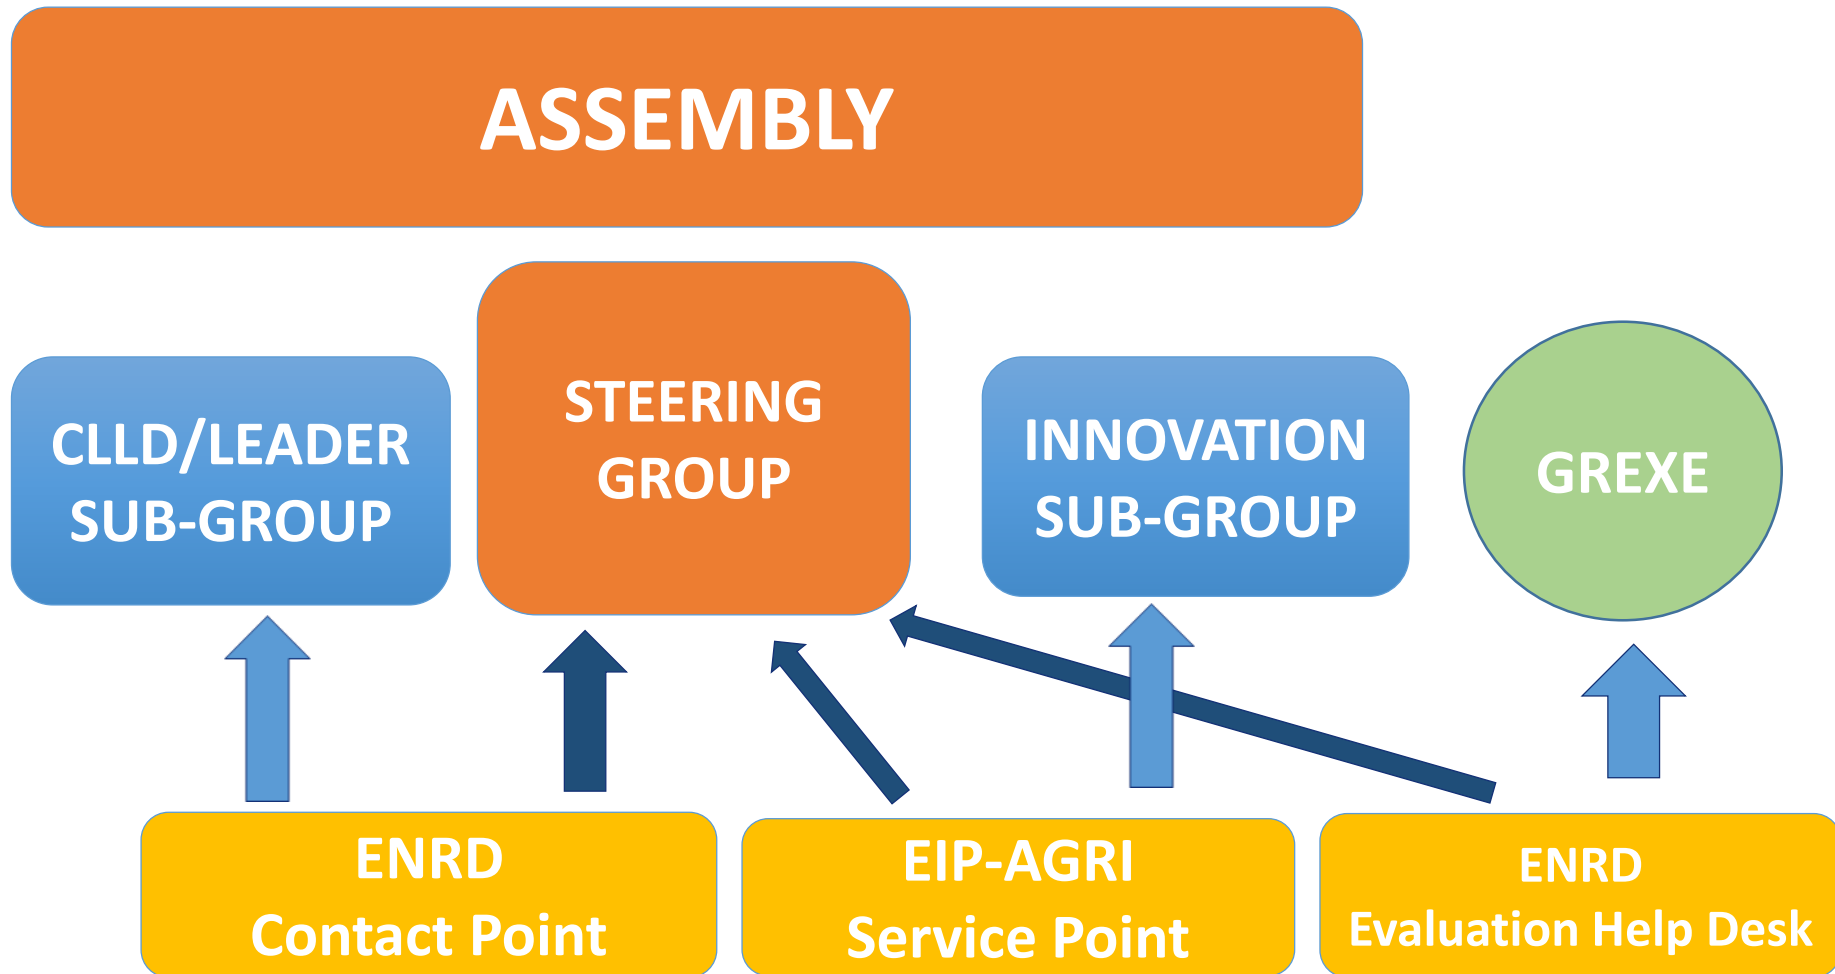 ASSEMBLY
CLLD/LEADER
SUB-GROUP
STEERING
GROUP
INNOVATION
SUB-GROUP
GREXE
ENRD
Contact Point
EIP-AGRI
Service Point
ENRD
Evaluation Help Desk